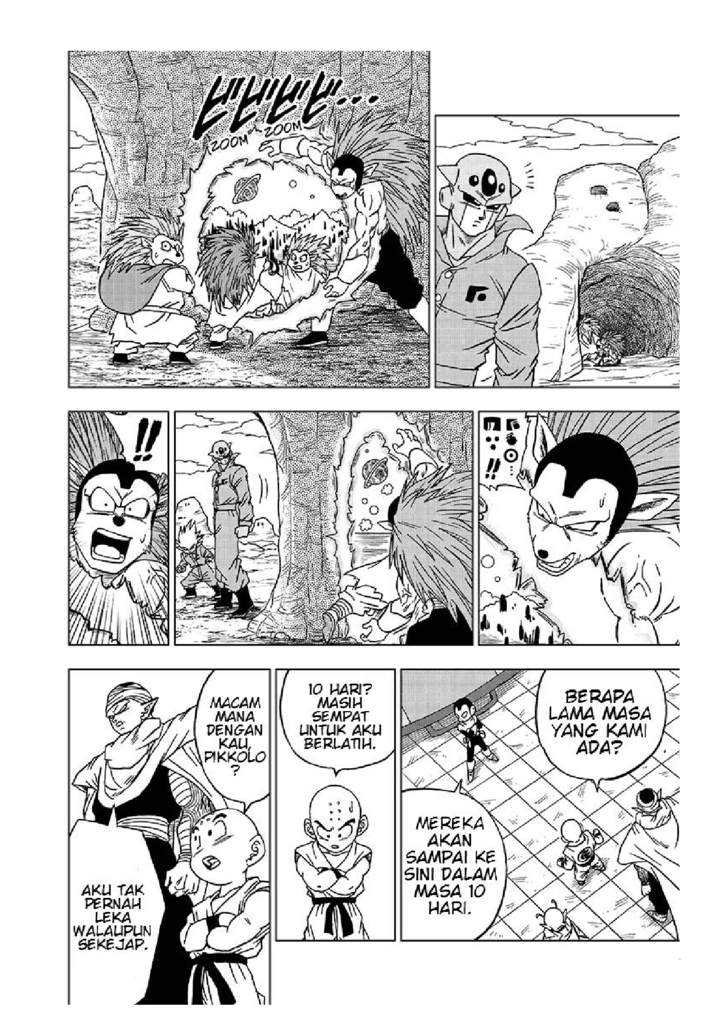 ビビビビ...
ZOOM
ZOOM
!!
!!
BERAPA
LAMA MASA
YANG KAMI
ADA?
MEREKA
AKAN
SAMPAI KE
SINI DALAM
MASA 10
HARI.
10 HARI?
MASIH
SEMPAT
UNTUK AKU
BERLATIH.
MACAM
MANA
DENGAN
KAU,
PIKKOLO
?
AKU TAK
PERNAH
LEKA
WALAUPUN
SEKEJAP.